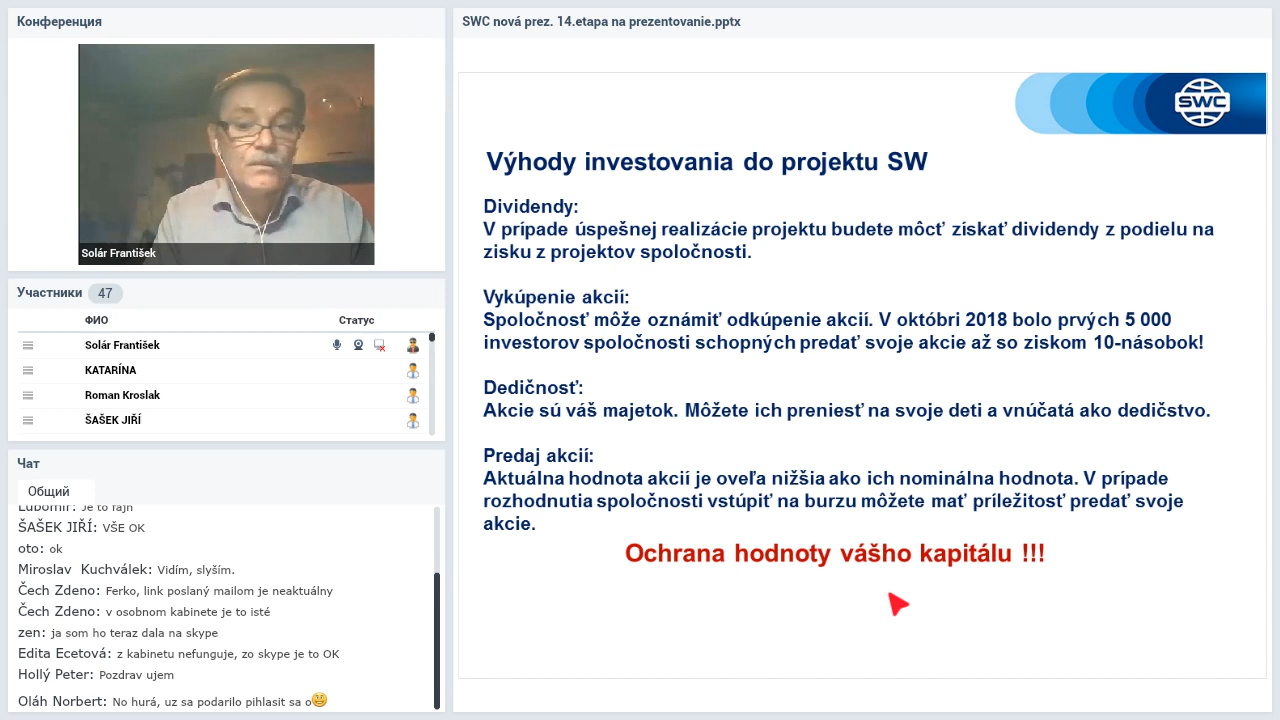 Конференция
Solár František
Участники 47
ФИО Статус
Solár František
KATARÍNA
Roman Kroslak
ŠAŠEK JIŘÍ
Чат
Общий
Ľubomír: Je to fajn
ŠAŠEK JIŘÍ: VŠE OK
oto: ok
Miroslav Kuchválek: Vidím, slyším.
Čech Zdeno: Ferko, link poslaný mailom je neaktuálny
Čech Zdeno: v osobnom kabinete je to isté
zen: ja som ho teraz dala na skype
Edita Ecetová: z kabinetu nefunguje, zo skype je to OK
Hollý Peter: Pozdrav ujem
Oláh Norbert: No hurá, uz sa podarilo pihlasit sa o
SWC nová prez. 14.etapa na prezentovanie.pptx
SWC
Výhody investovania do projektu SW
Dividendy:
V prípade úspešnej realizácie projektu budete môcť získať dividendy z podielu na
zisku z projektov spoločnosti.
Vykúpenie akcií:
Spoločnosť môže oznámiť odkúpenie akcií. V októbri 2018 bolo prvých 5 000
investorov spoločnosti schopných predať svoje akcie až so ziskom 10-násobok!
Dedičnosť:
Akcie sú váš majetok. Môžete ich preniesť na svoje deti a vnúčatá ako dedičstvo.
Predaj akcií:
Aktuálna hodnota akcií je oveľa nižšia ako ich nominálna hodnota. V prípade
rozhodnutia spoločnosti vstúpiť na burzu môžete mať príležitosť predať svoje
akcie.
Ochrana hodnoty vášho kapitálu !!!